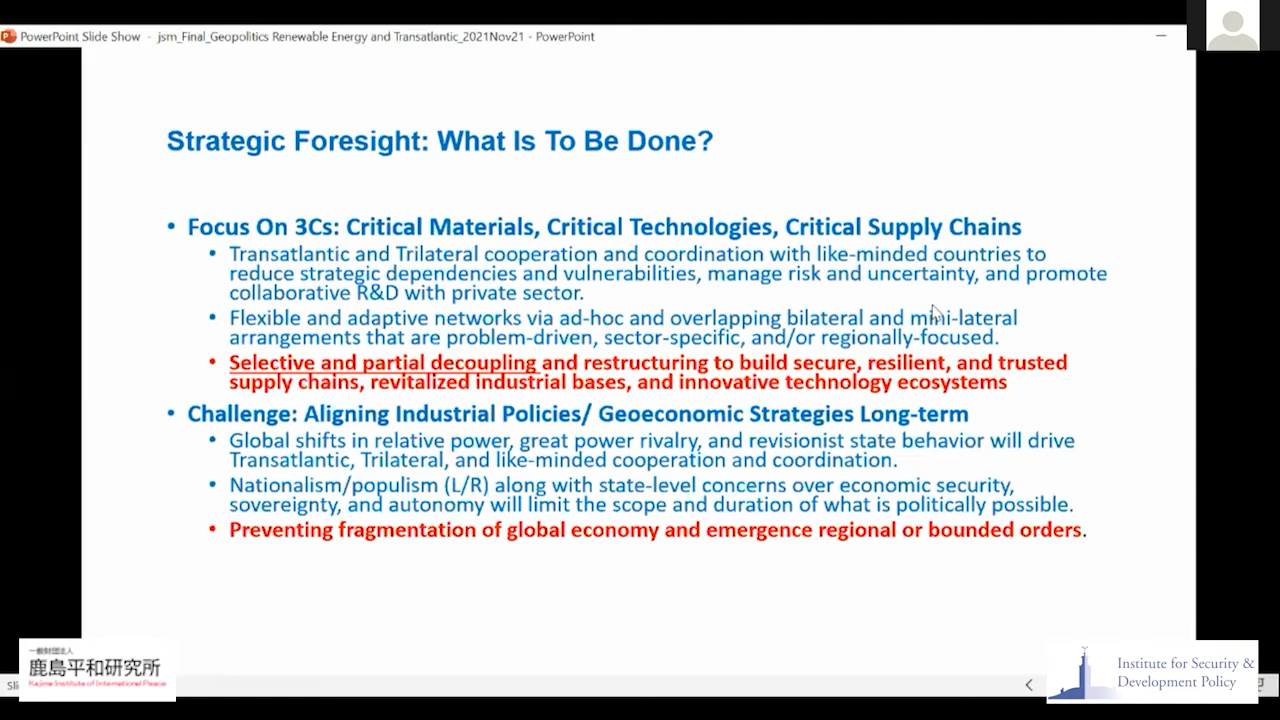 PowerPoint Slide Show - jsm_Final_Geopolitics Renewable Energy and Transatlantic_2021Nov21 - PowerPoint
Strategic Foresight: What Is To Be Done?
• Focus On 3Cs: Critical Materials, Critical Technologies, Critical Supply Chains
• Transatlantic and Trilateral cooperation and coordination with like-minded countries to
reduce strategic dependencies and vulnerabilities, manage risk and uncertainty, and promote
collaborative R&D with private sector.
• Flexible and adaptive networks via ad-hoc and overlapping bilateral and mini-lateral
arrangements that are problem-driven, sector-specific, and/or regionally-focused.
• Selective and partial decoupling and restructuring to build secure, resilient, and trusted
supply chains, revitalized industrial bases, and innovative technology ecosystems
• Challenge: Aligning Industrial Policies/ Geoeconomic Strategies Long-term
• Global shifts in relative power, great power rivalry, and revisionist state behavior will drive
Transatlantic, Trilateral, and like-minded cooperation and coordination.
• Nationalism/populism (L/R) along with state-level concerns over economic security,
sovereignty, and autonomy will limit the scope and duration of what is politically possible.
• Preventing fragmentation of global economy and emergence regional or bounded orders.
一般財団法人
鹿島平和研究所
Kajima Institute of International Peace
Institute for Security &
Development Policy